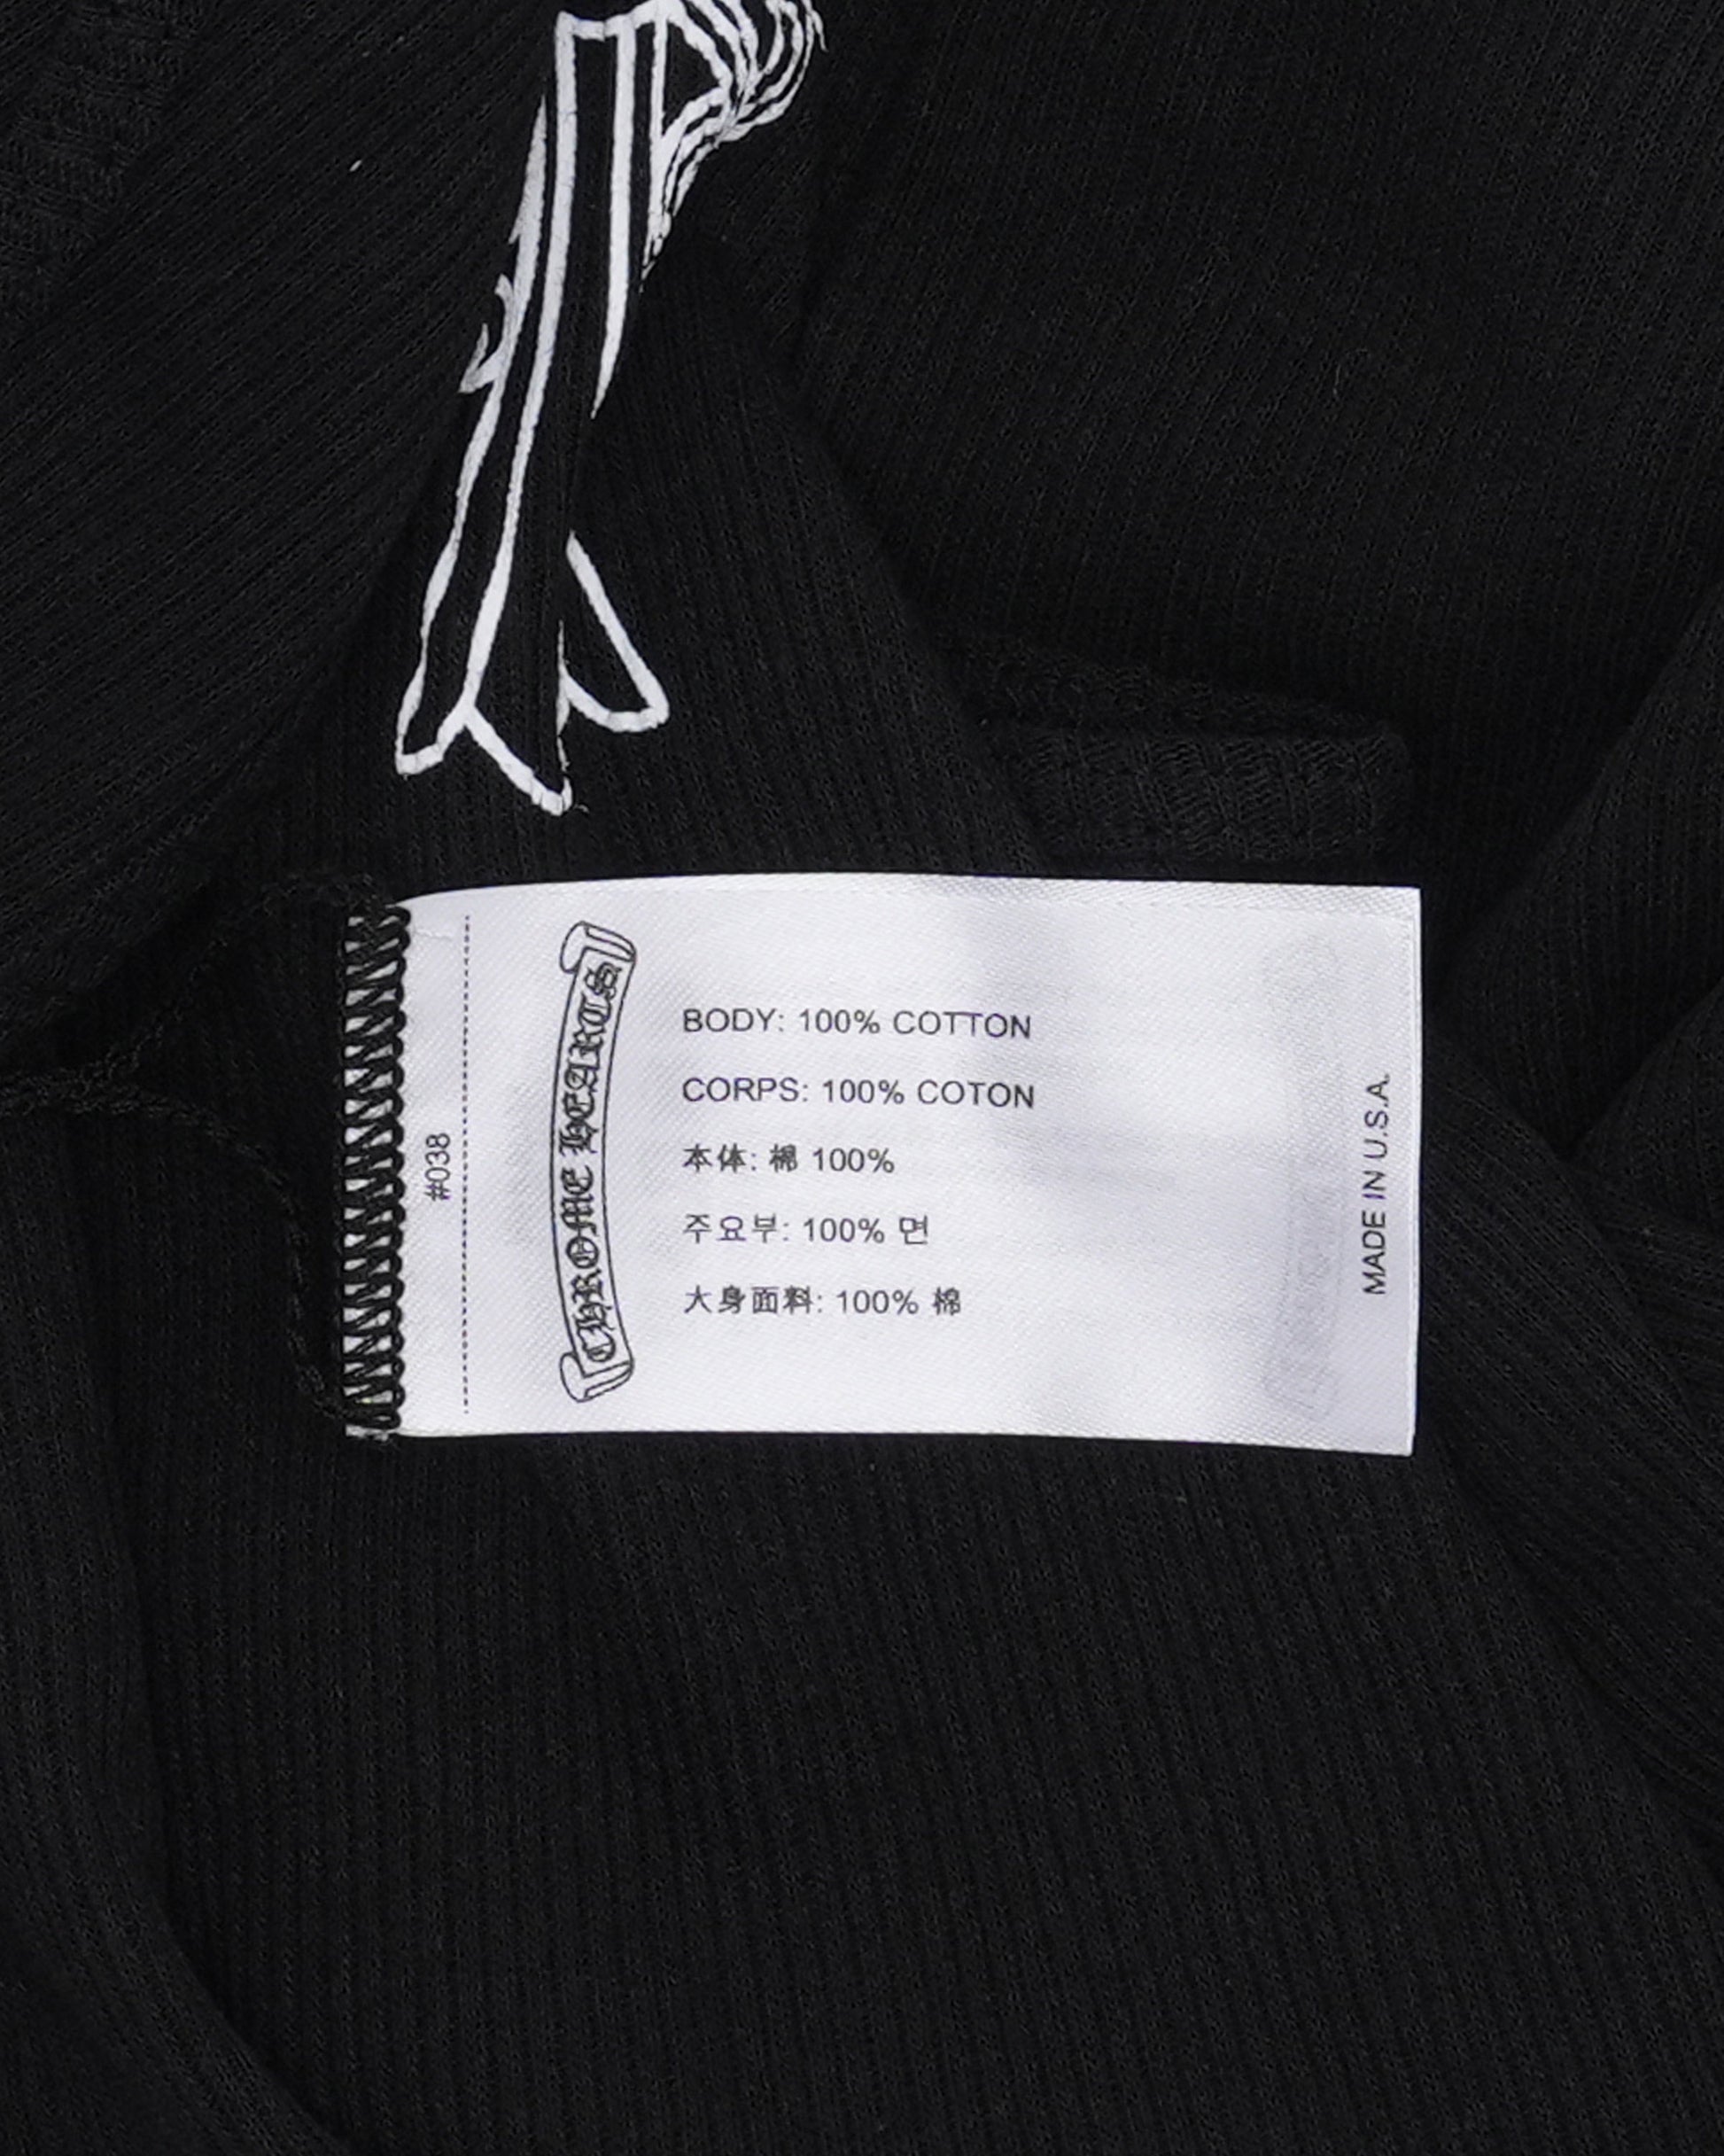 #038
CHROME HEARTS
BODY: 100% COTTON
CORPS: 100% COTON
本体: 棉 100%
주요부: 100% 면
大身面料: 100% 棉
MADE IN U.S.A.